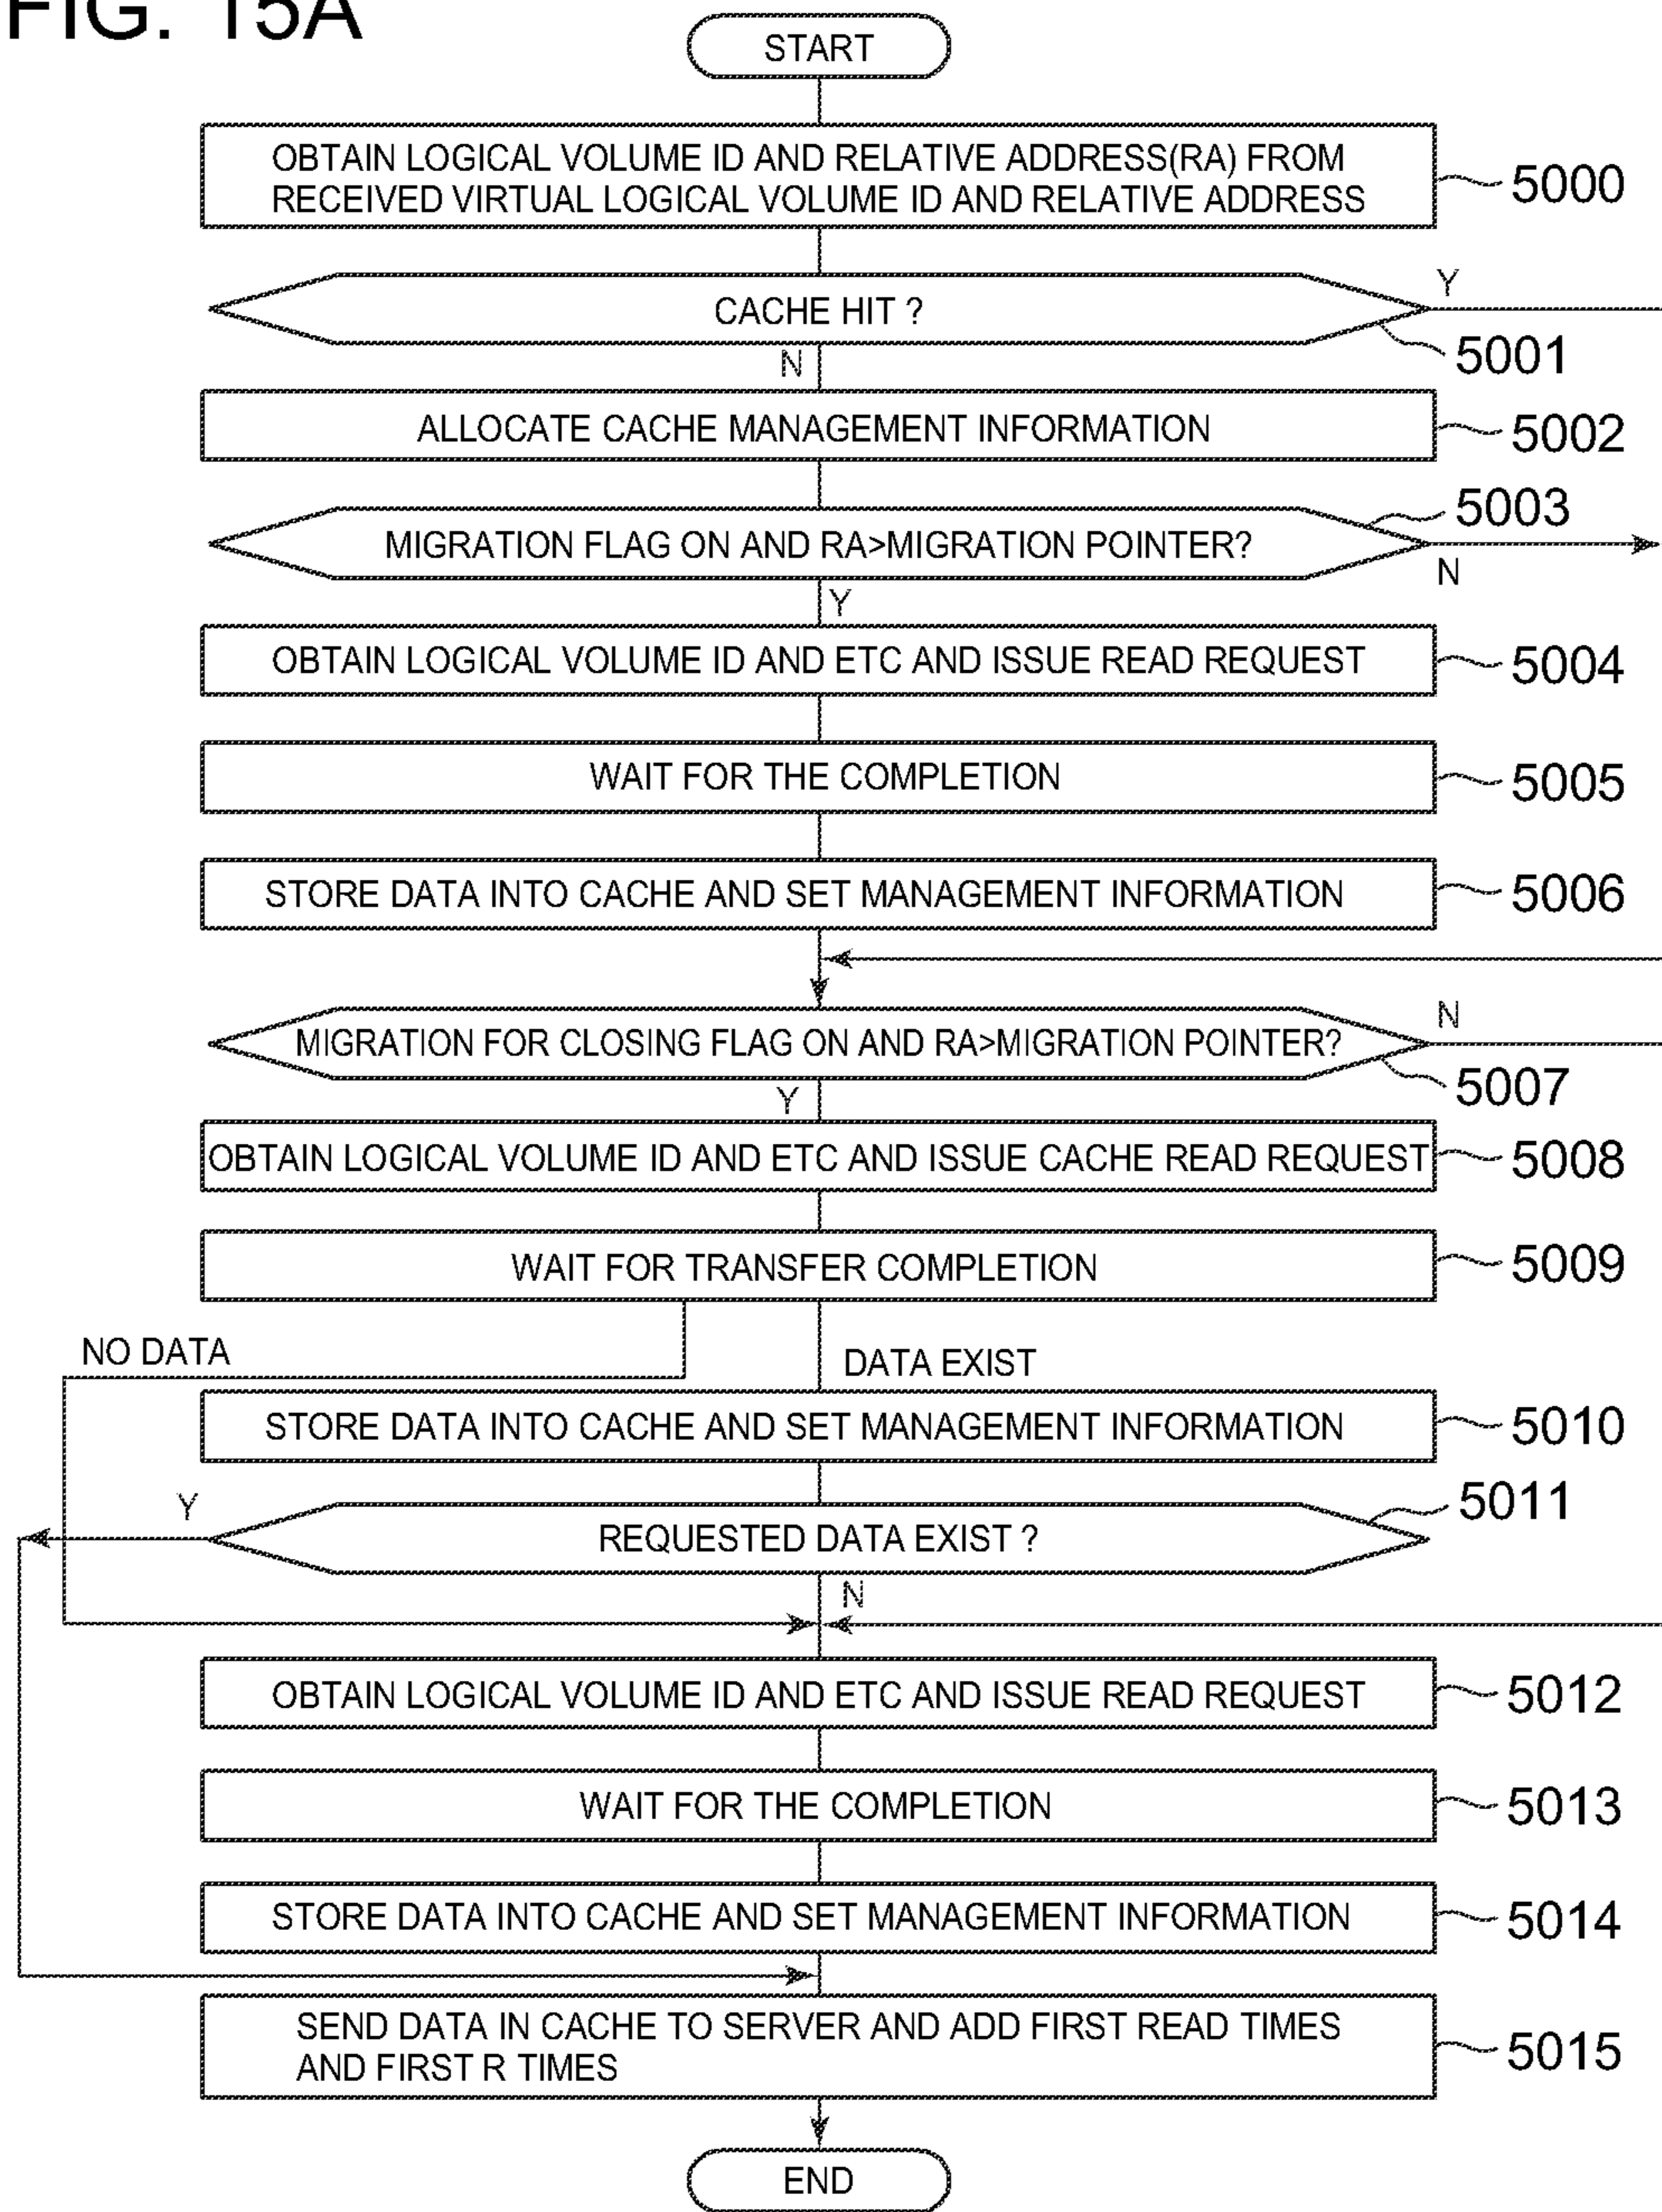 FIG. 15A
START
OBTAIN LOGICAL VOLUME ID AND RELATIVE ADDRESS(RA) FROM
RECEIVED VIRTUAL LOGICAL VOLUME ID AND RELATIVE ADDRESS
5000
CACHE HIT ?
Y
5001
N
ALLOCATE CACHE MANAGEMENT INFORMATION
5002
5003
MIGRATION FLAG ON AND RA>MIGRATION POINTER?
N
Y
OBTAIN LOGICAL VOLUME ID AND ETC AND ISSUE READ REQUEST
5004
WAIT FOR THE COMPLETION
5005
STORE DATA INTO CACHE AND SET MANAGEMENT INFORMATION
5006
MIGRATION FOR CLOSING FLAG ON AND RA>MIGRATION POINTER?
N
5007
Y
OBTAIN LOGICAL VOLUME ID AND ETC AND ISSUE CACHE READ REQUEST
5008
WAIT FOR TRANSFER COMPLETION
5009
NO DATA
DATA EXIST
STORE DATA INTO CACHE AND SET MANAGEMENT INFORMATION
5010
Y
5011
REQUESTED DATA EXIST ?
N
OBTAIN LOGICAL VOLUME ID AND ETC AND ISSUE READ REQUEST
5012
WAIT FOR THE COMPLETION
5013
STORE DATA INTO CACHE AND SET MANAGEMENT INFORMATION
5014
SEND DATA IN CACHE TO SERVER AND ADD FIRST READ TIMES
AND FIRST R TIMES
5015
END